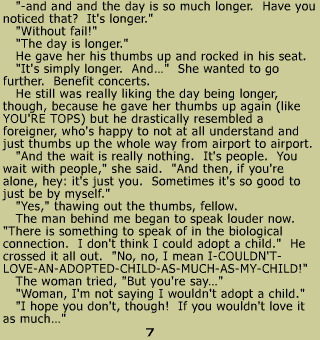 "-and and and the day is so much longer.  Have you
noticed that?  It's longer."
"Without fail!"
"The day is longer."
He gave her his thumbs up and rocked in his seat.
"It's simply longer.  And..."  She wanted to go
further.  Benefit concerts.
He still was really liking the day being longer,
though, because he gave her thumbs up again (like
YOU'RE TOPS) but he drastically resembled a
foreigner, who's happy to not at all understand and
just thumbs up the whole way from airport to airport.
"And the wait is really nothing.  It's people.  You
wait with people," she said.  "And then, if you're
alone, hey: it's just you.  Sometimes it's so good to
just be by myself."
"Yes," thawing out the thumbs, fellow.
The man behind me began to speak louder now.
"There is something to speak of in the biological
connection.  I don't think I could adopt a child."  He
crossed it all out.  "No, no, I mean I-COULDN'T-
LOVE-AN-ADOPTED-CHILD-AS-MUCH-AS-MY-CHILD!"
The woman tried, "But you're say..."
"Woman, I'm not saying I wouldn't adopt a child."
"I hope you don't, though!  If you wouldn't love it
as much..."
7